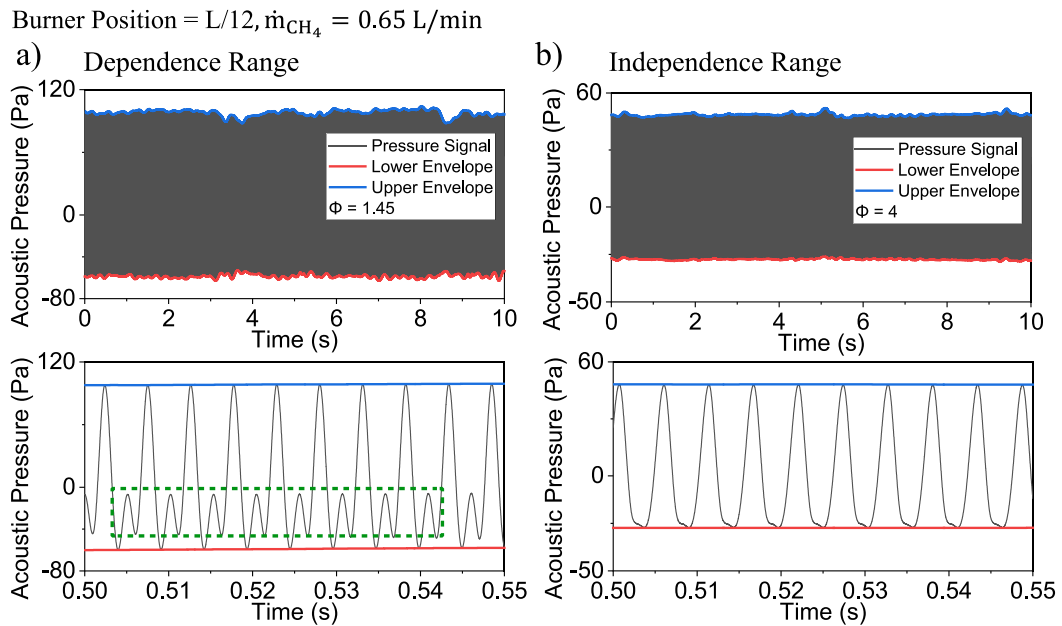 Burner Position = L/12, ṁCH₄ = 0.65 L/min
a) Dependence Range
b) Independence Range
120
0
-80
Acoustic Pressure (Pa)
Pressure Signal
Lower Envelope
Upper Envelope
Φ = 1.45
0 2 4 6 8 10
Time (s)
60
0
-50
Acoustic Pressure (Pa)
Pressure Signal
Lower Envelope
Upper Envelope
Φ = 4
0 2 4 6 8 10
Time (s)
120
0
-80
Acoustic Pressure (Pa)
0.50 0.51 0.52 0.53 0.54 0.55
Time (s)
60
0
-50
Acoustic Pressure (Pa)
0.50 0.51 0.52 0.53 0.54 0.55
Time (s)